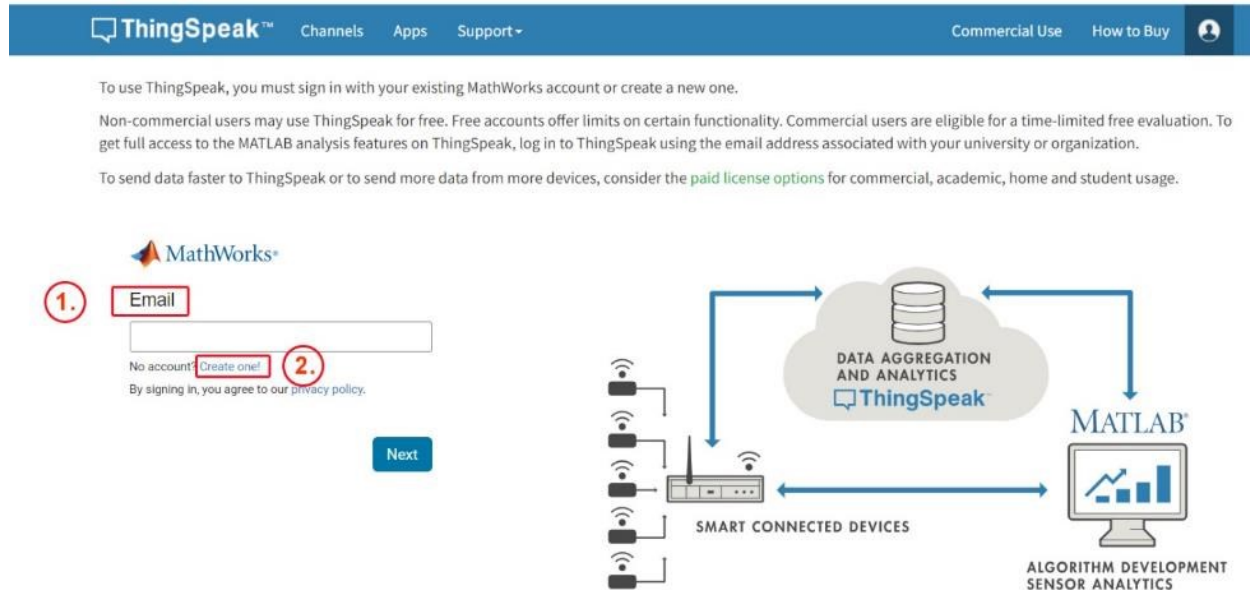 ThingSpeak™ Channels Apps Support Commercial Use How to Buy
To use ThingSpeak, you must sign in with your existing MathWorks account or create a new one.
Non-commercial users may use ThingSpeak for free. Free accounts offer limits on certain functionality. Commercial users are eligible for a time-limited free evaluation. To
get full access to the MATLAB analysis features on ThingSpeak, log in to ThingSpeak using the email address associated with your university or organization.
To send data faster to ThingSpeak or to send more data from more devices, consider the paid license options for commercial, academic, home and student usage.
MathWorks®
1. Email
No account? Create one! 2.
By signing in, you agree to our privacy policy.
Next
DATA AGGREGATION
AND ANALYTICS
ThingSpeak™
MATLAB®
SMART CONNECTED DEVICES
ALGORITHM DEVELOPMENT
SENSOR ANALYTICS